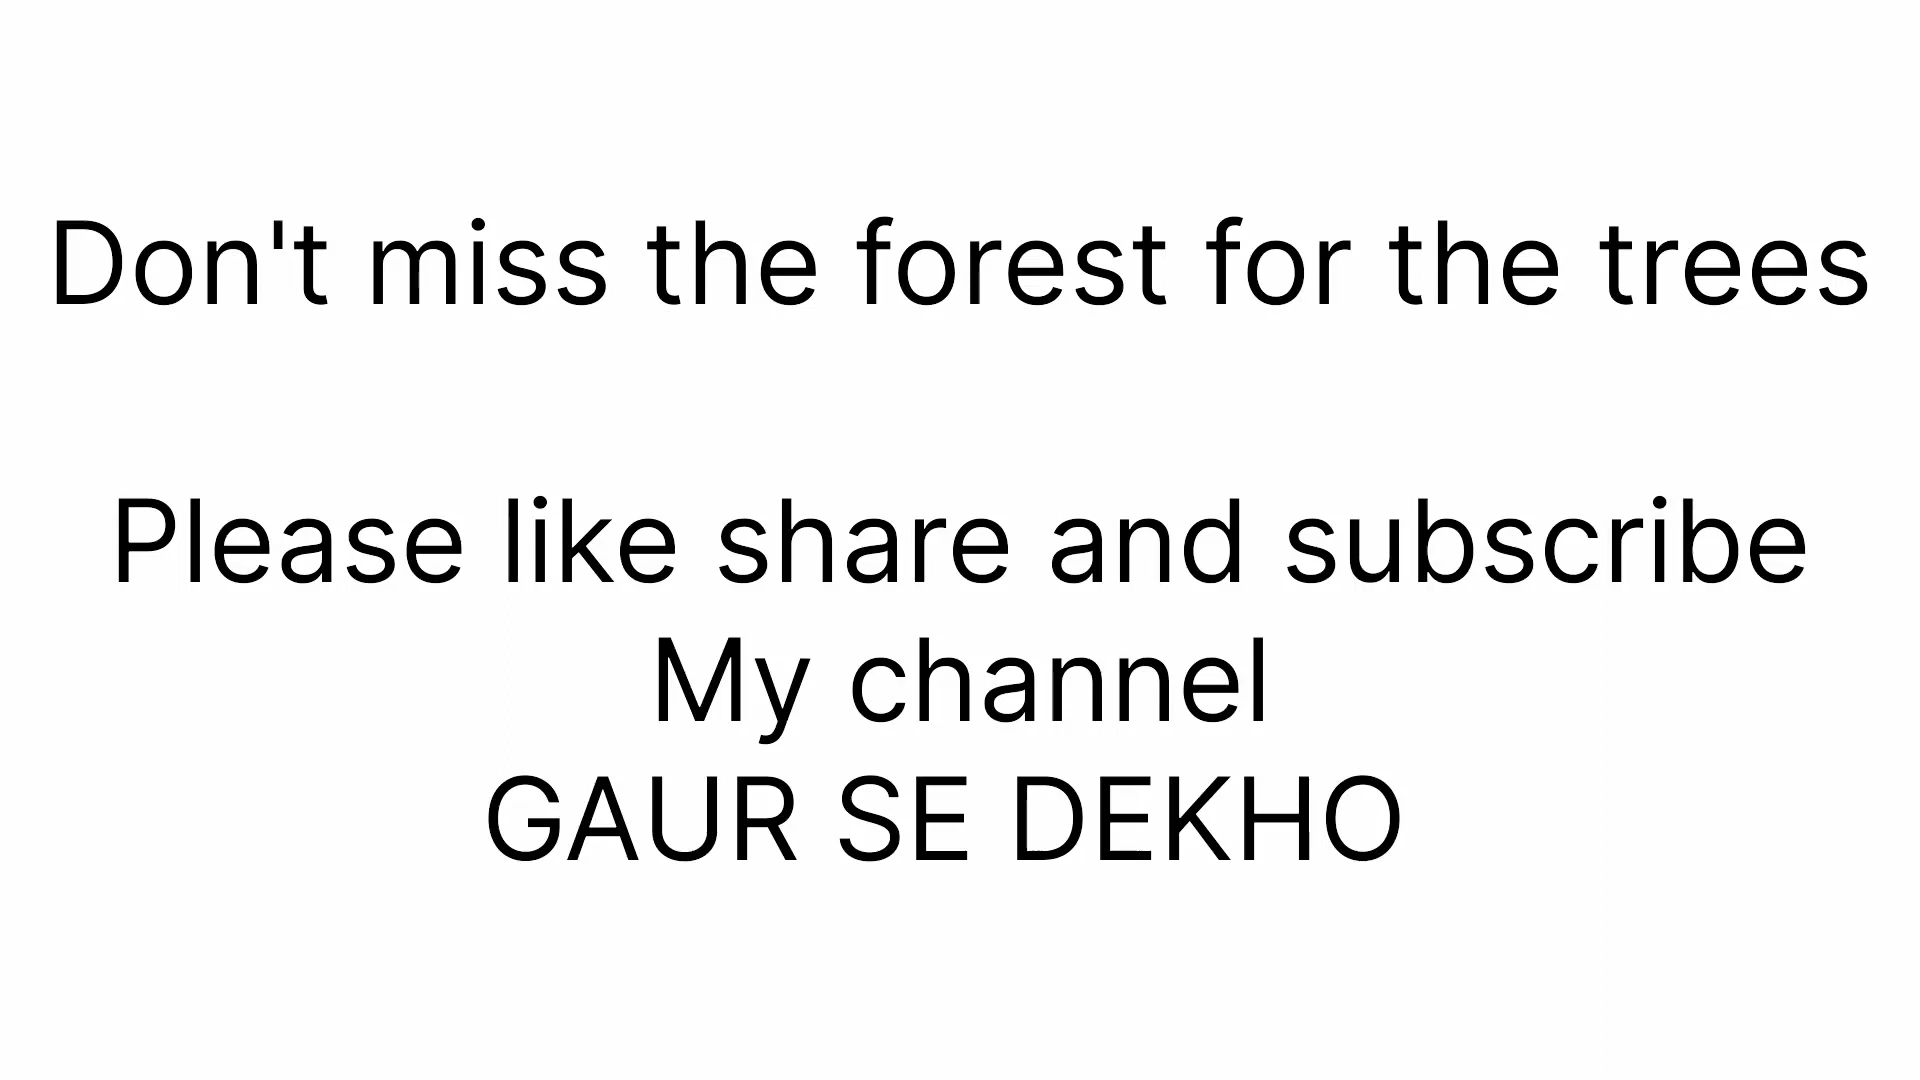 Don't miss the forest for the trees
Please like share and subscribe
My channel
GAUR SE DEKHO